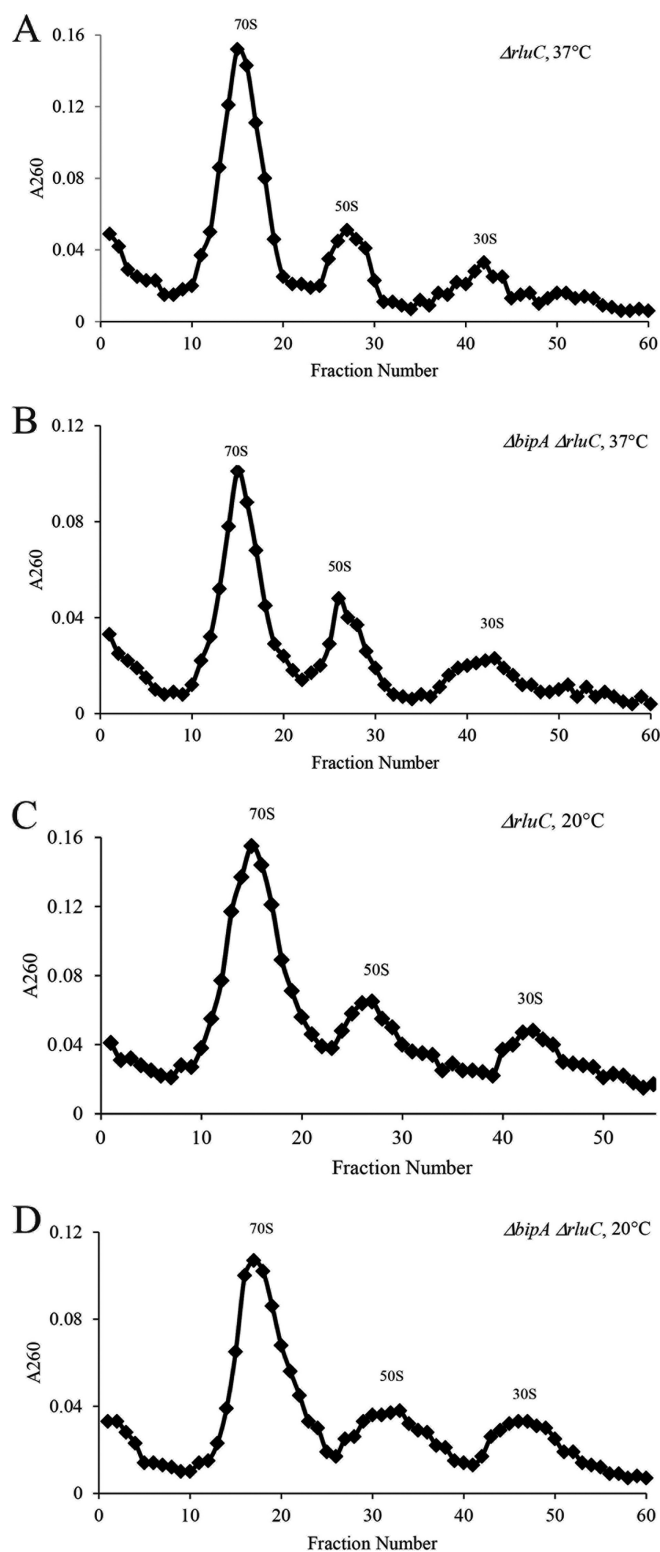 A
70S
ΔrluC, 37°C
0.16
0.12
0.08
0.04
0
A260
50S
30S
0 10 20 30 40 50 60
Fraction Number
B
70S
ΔbipA ΔrluC, 37°C
0.12
0.08
0.04
0
A260
50S
30S
0 10 20 30 40 50 60
Fraction Number
C
70S
ΔrluC, 20°C
0.16
0.12
0.08
0.04
0
A260
50S
30S
0 10 20 30 40 50
Fraction Number
D
70S
ΔbipA ΔrluC, 20°C
0.12
0.08
0.04
0.00
A260
50S
30S
0 10 20 30 40 50 60
Fraction Number